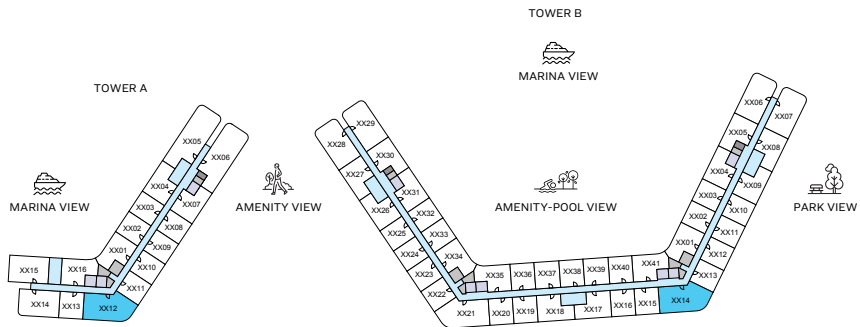 TOWER B
MARINA VIEW
TOWER A
MARINA VIEW
AMENITY VIEW
AMENITY-POOL VIEW
PARK VIEW
XX05
XX06
XX04
XX07
XX03
XX08
XX02
XX09
XX01
XX10
XX15
XX16
XX11
XX14
XX13
XX12
XX29
XX28
XX30
XX27
XX31
XX26
XX32
XX25
XX33
XX24
XX34
XX23
XX22
XX35
XX36
XX37
XX38
XX39
XX40
XX41
XX21
XX20
XX19
XX18
XX17
XX16
XX15
XX14
XX06
XX07
XX05
XX08
XX04
XX09
XX03
XX10
XX02
XX11
XX01
XX12
XX13